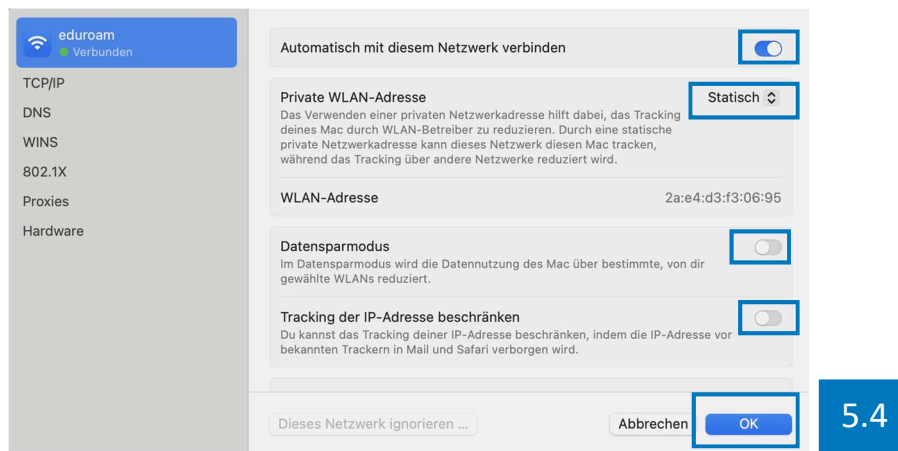 eduroam
Verbunden
TCP/IP
DNS
WINS
802.1X
Proxies
Hardware
Automatisch mit diesem Netzwerk verbinden
Private WLAN-Adresse
Statisch
Das Verwenden einer privaten Netzwerkadresse hilft dabei, das Tracking
deines Mac durch WLAN-Betreiber zu reduzieren. Durch eine statische
private Netzwerkadresse kann dieses Netzwerk diesen Mac tracken,
während das Tracking über andere Netzwerke reduziert wird.
WLAN-Adresse 2a:e4:d3:f3:06:95
Datensparmodus
Im Datensparmodus wird die Datennutzung des Mac über bestimmte, von dir
gewählte WLANs reduziert.
Tracking der IP-Adresse beschränken
Du kannst das Tracking deiner IP-Adresse beschränken, indem die IP-Adresse vor
bekannten Trackern in Mail und Safari verborgen wird.
Dieses Netzwerk ignorieren ...
Abbrechen
OK
5.4